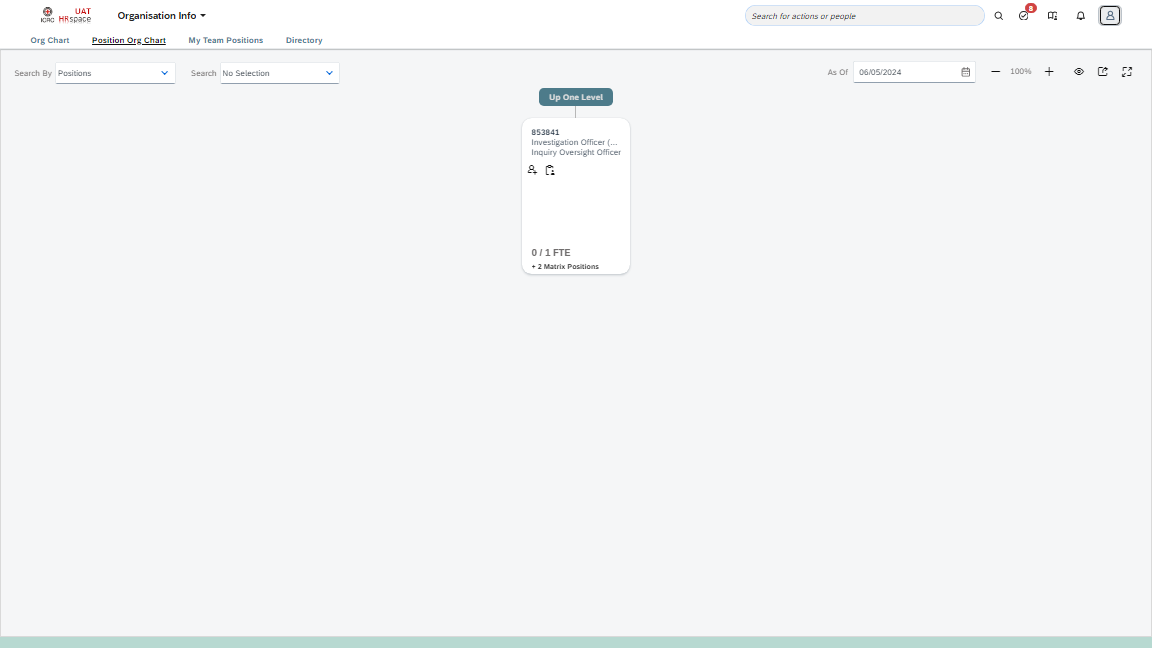 ICRC
UAT
HRspace
Organisation Info
Search for actions or people
8
Org Chart
Position Org Chart
My Team Positions
Directory
Search By
Positions
Search
No Selection
As Of
06/05/2024
100%
Up One Level
853841
Investigation Officer (...
Inquiry Oversight Officer
0 / 1 FTE
+ 2 Matrix Positions